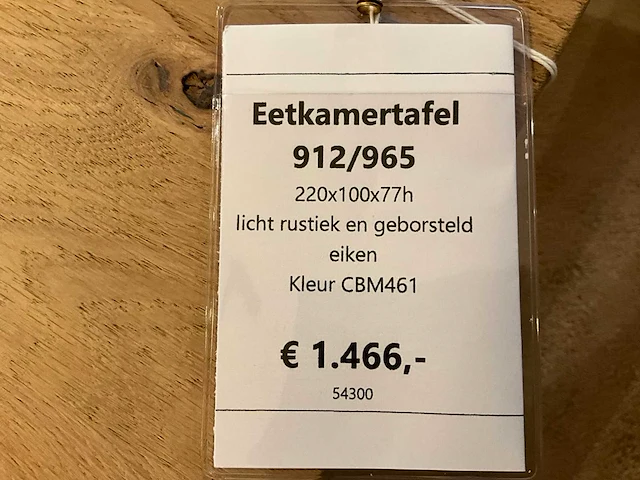 Eetkamertafel
912/965
220x100x77h
licht rustiek en geborsteld
eiken
Kleur CBM461
€ 1.466,-
54300